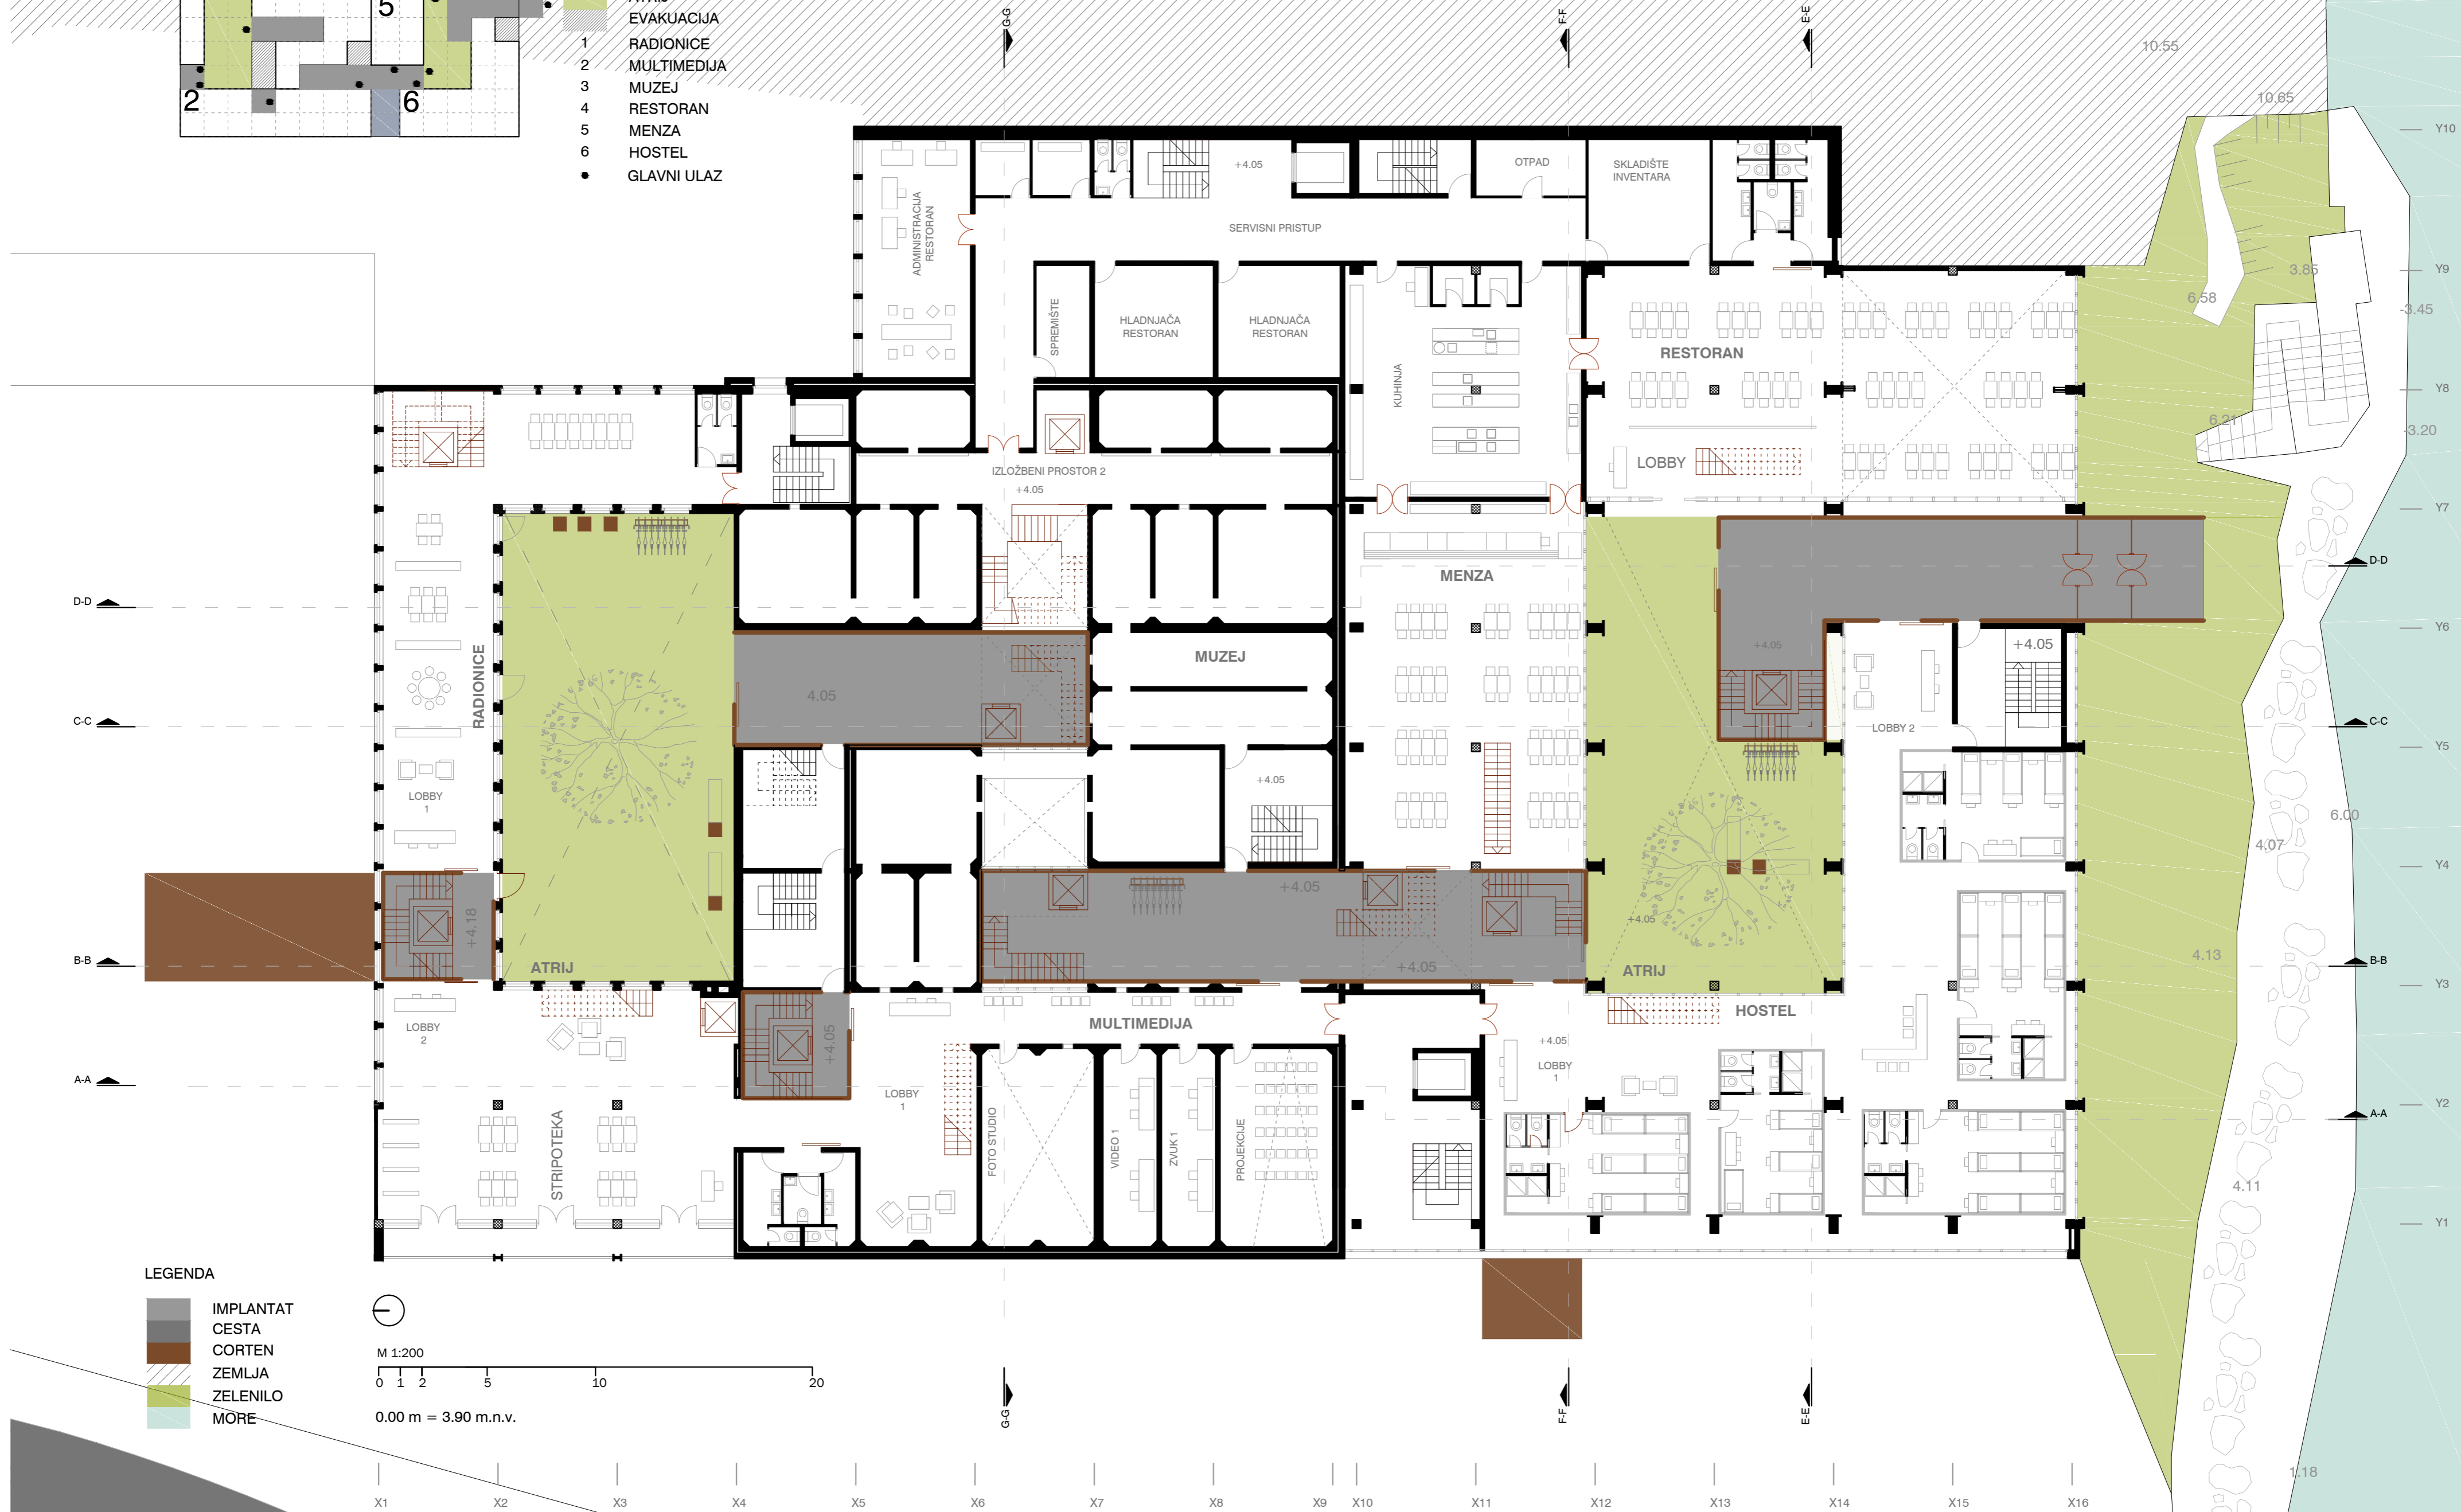 5
2
6
EVAKUACIJA
1 RADIONICE
2 MULTIMEDIJA
3 MUZEJ
4 RESTORAN
5 MENZA
6 HOSTEL
GLAVNI ULAZ
G-G
F-F
E-E
10.55
10.65
Y10
ADMINISTRACIJA
RESTORAN
+4.05
OTPAD
SKLADIŠTE
INVENTARA
SERVISNI PRISTUP
SPREMIŠTE
HLADNJAČA
RESTORAN
HLADNJAČA
RESTORAN
KUHINJA
RESTORAN
LOBBY
3.85
Y9
6.58
-3.45
Y8
6.21
-3.20
IZLOŽBENI PROSTOR 2
+4.05
Y7
D-D
D-D
MENZA
RADIONICE
MUZEJ
4.05
+4.05
+4.05
Y6
C-C
C-C
LOBBY 2
Y5
LOBBY
1
+4.05
6.00
4.07
Y4
+4.18
+4.05
+4.05
+4.05
4.13
B-B
B-B
ATRIJ
ATRIJ
Y3
LOBBY
2
+4.05
MULTIMEDIJA
HOSTEL
+4.05
LOBBY
1
A-A
A-A
LOBBY
1
Y2
STRIPOTEKA
FOTO STUDIO
VIDEO 1
ZVUK 1
PROJEKCIJE
4.11
Y1
LEGENDA
IMPLANTAT
CESTA
CORTEN
ZEMLJA
ZELENILO
MORE
M 1:200
0 1 2 5 10 20
0.00 m = 3.90 m.n.v.
G-G
F-F
E-E
1.18
X1 X2 X3 X4 X5 X6 X7 X8 X9 X10 X11 X12 X13 X14 X15 X16